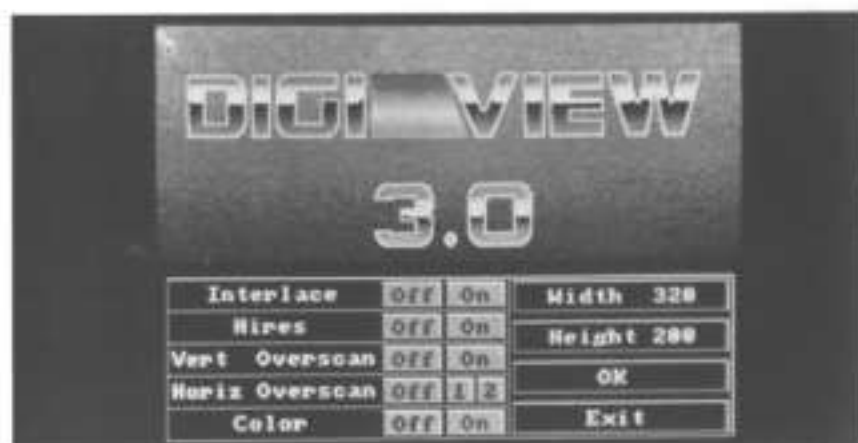 DIGI VIEW
3.0
Interlace Off On Width 320
Hires Off On Height 200
Vert Overscan Off On
Horiz Overscan Off 1 2 OK
Color Off On Exit